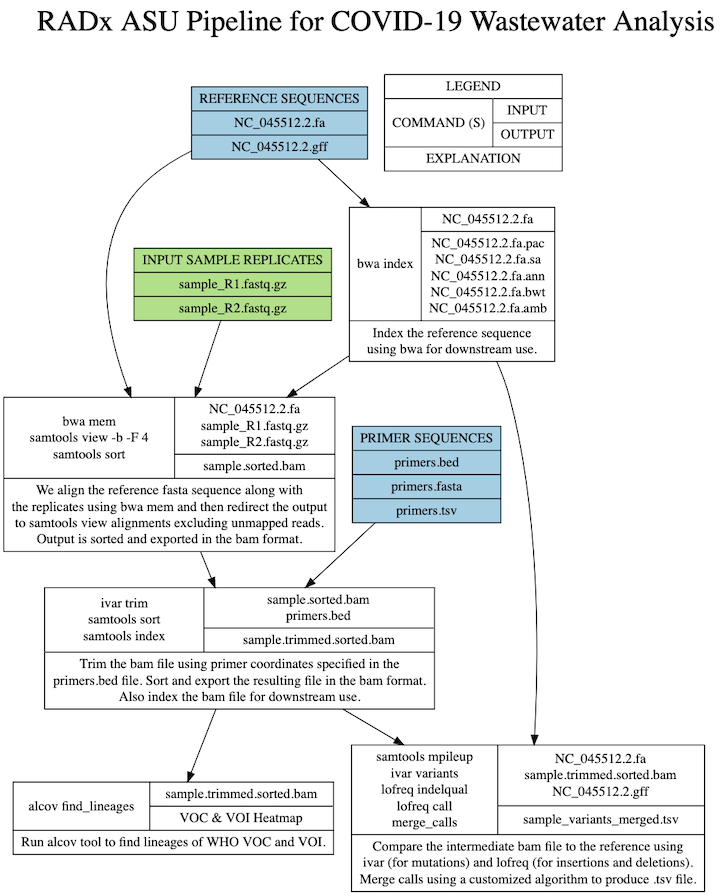 RADx ASU Pipeline for COVID-19 Wastewater Analysis
REFERENCE SEQUENCES
NC_045512.2.fa
NC_045512.2.gff
LEGEND
COMMAND (S)
INPUT
OUTPUT
EXPLANATION
bwa index
NC_045512.2.fa
NC_045512.2.fa.pac
NC_045512.2.fa.sa
NC_045512.2.fa.ann
NC_045512.2.fa.bwt
NC_045512.2.fa.amb
Index the reference sequence
using bwa for downstream use.
INPUT SAMPLE REPLICATES
sample_R1.fastq.gz
sample_R2.fastq.gz
bwa mem
samtools view -b -F 4
samtools sort
NC_045512.2.fa
sample_R1.fastq.gz
sample_R2.fastq.gz
sample.sorted.bam
We align the reference fasta sequence along with
the replicates using bwa mem and then redirect the output
to samtools view alignments excluding unmapped reads.
Output is sorted and exported in the bam format.
PRIMER SEQUENCES
primers.bed
primers.fasta
primers.tsv
ivar trim
samtools sort
samtools index
sample.sorted.bam
primers.bed
sample.trimmed.sorted.bam
Trim the bam file using primer coordinates specified in the
primers.bed file. Sort and export the resulting file in the bam format.
Also index the bam file for downstream use.
alcov find_lineages
sample.trimmed.sorted.bam
VOC & VOI Heatmap
Run alcov tool to find lineages of WHO VOC and VOI.
samtools mpileup
ivar variants
lofreq indelqual
lofreq call
merge_calls
NC_045512.2.fa
sample.trimmed.sorted.bam
NC_045512.2.gff
sample_variants_merged.tsv
Compare the intermediate bam file to the reference using
ivar (for mutations) and lofreq (for insertions and deletions).
Merge calls using a customized algorithm to produce .tsv file.